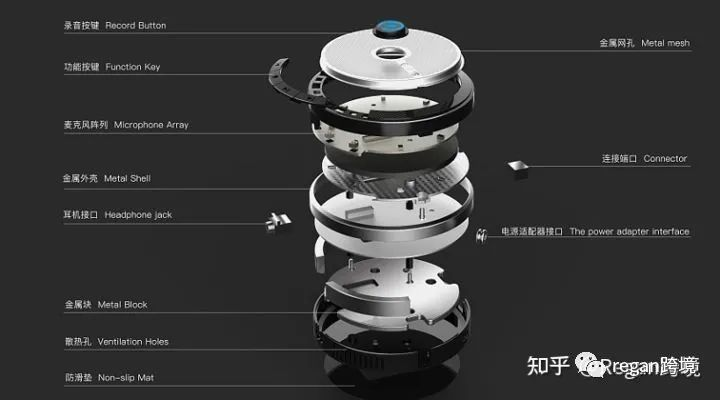 录音按键 Record Button
金属网孔 Metal mesh
功能按键 Function Key
麦克风阵列 Microphone Array
连接端口 Connector
金属外壳 Metal Shell
耳机接口 Headphone jack
电源适配器接口 The power adapter interface
金属块 Metal Block
散热孔 Ventilation Holes
知乎 Rregan跨境
防滑垫 Non-slip Mat